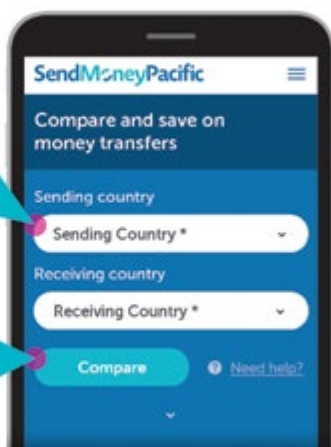 SendMoneyPacific
Compare and save on
money transfers
Sending country
Sending Country *
Receiving country
Receiving Country *
Compare
Need help?